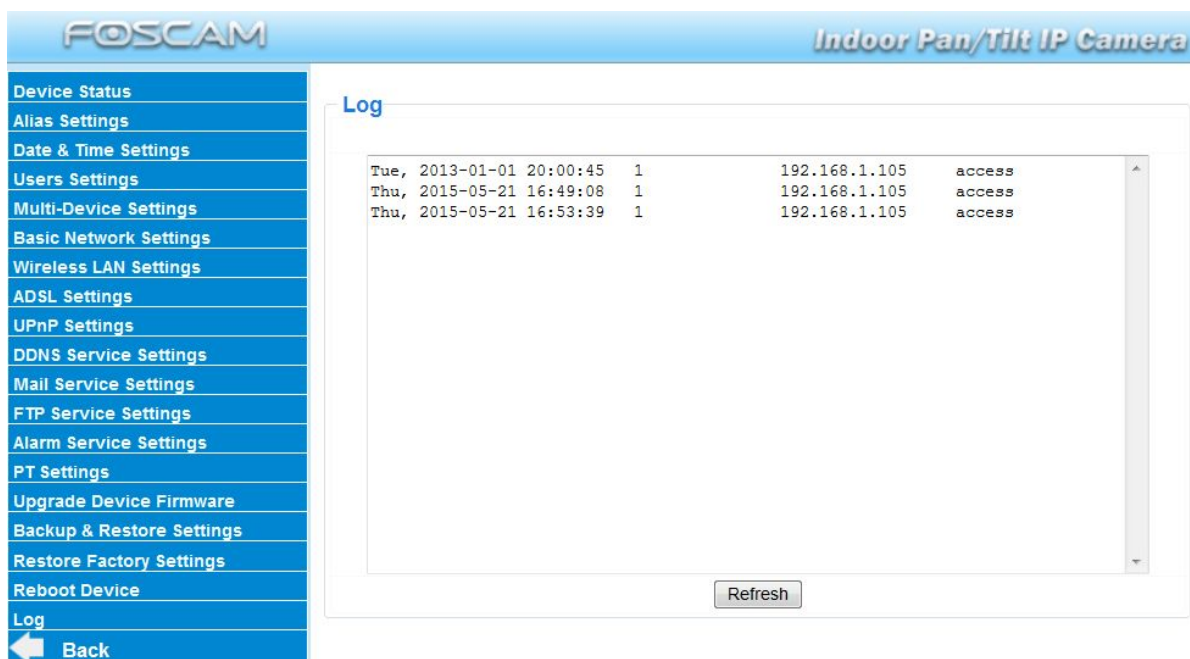 FOSCAM
Indoor Pan/Tilt IP Camera
Device Status
Alias Settings
Date & Time Settings
Users Settings
Multi-Device Settings
Basic Network Settings
Wireless LAN Settings
ADSL Settings
UPnP Settings
DDNS Service Settings
Mail Service Settings
FTP Service Settings
Alarm Service Settings
PT Settings
Upgrade Device Firmware
Backup & Restore Settings
Restore Factory Settings
Reboot Device
Log
Back
Log
Tue, 2013-01-01 20:00:45 1 192.168.1.105 access
Thu, 2015-05-21 16:49:08 1 192.168.1.105 access
Thu, 2015-05-21 16:53:39 1 192.168.1.105 access
Refresh